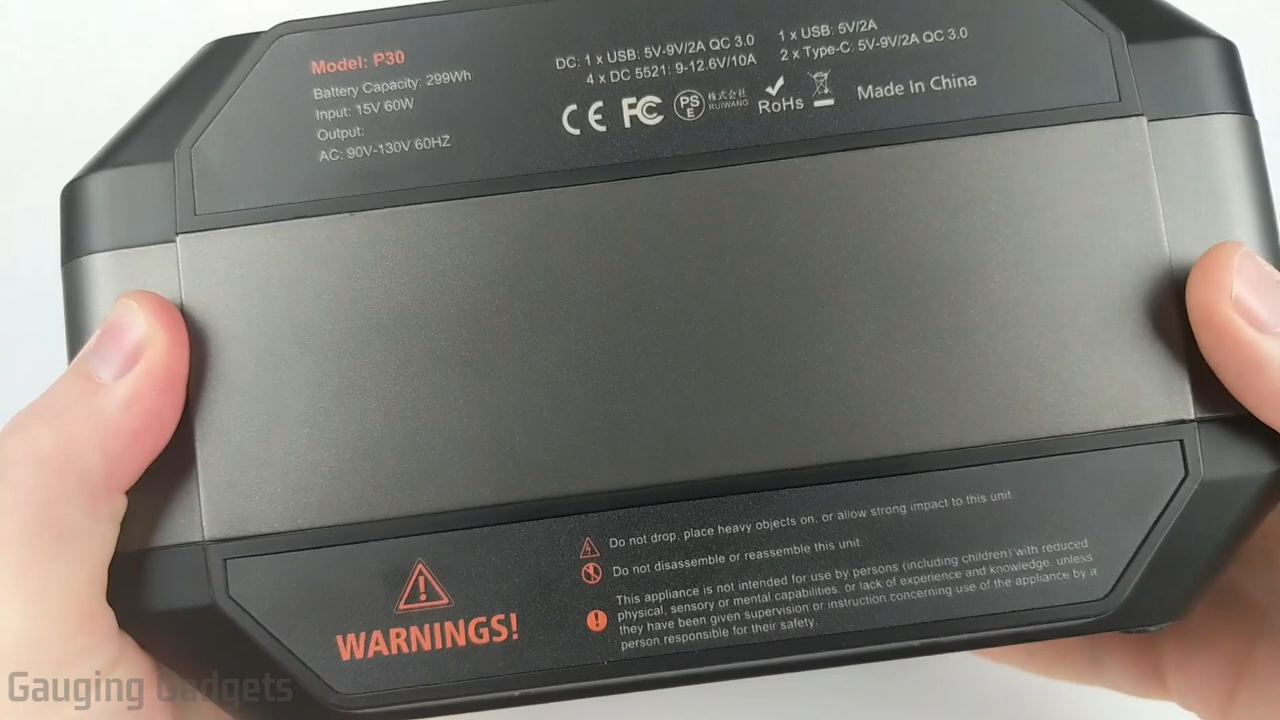 Model: P30
Battery Capacity: 299Wh
Input: 15V 60W
Output:
AC: 90V-130V 60HZ
DC: 1 x USB: 5V-9V/2A QC 3.0
4 x DC 5521: 9-12.6V/10A
1 x USB: 5V/2A
2 x Type-C: 5V-9V/2A QC 3.0
CE FC PS E 株式会社 RUIWANG RoHs Made In China
WARNINGS!
Do not drop, place heavy objects on, or allow strong impact to this unit.
Do not disassemble or reassemble this unit.
This appliance is not intended for use by persons (including children) with reduced
physical, sensory or mental capabilities, or lack of experience and knowledge, unless
they have been given supervision or instruction concerning use of the appliance by a
person responsible for their safety.
Gauging Gadgets